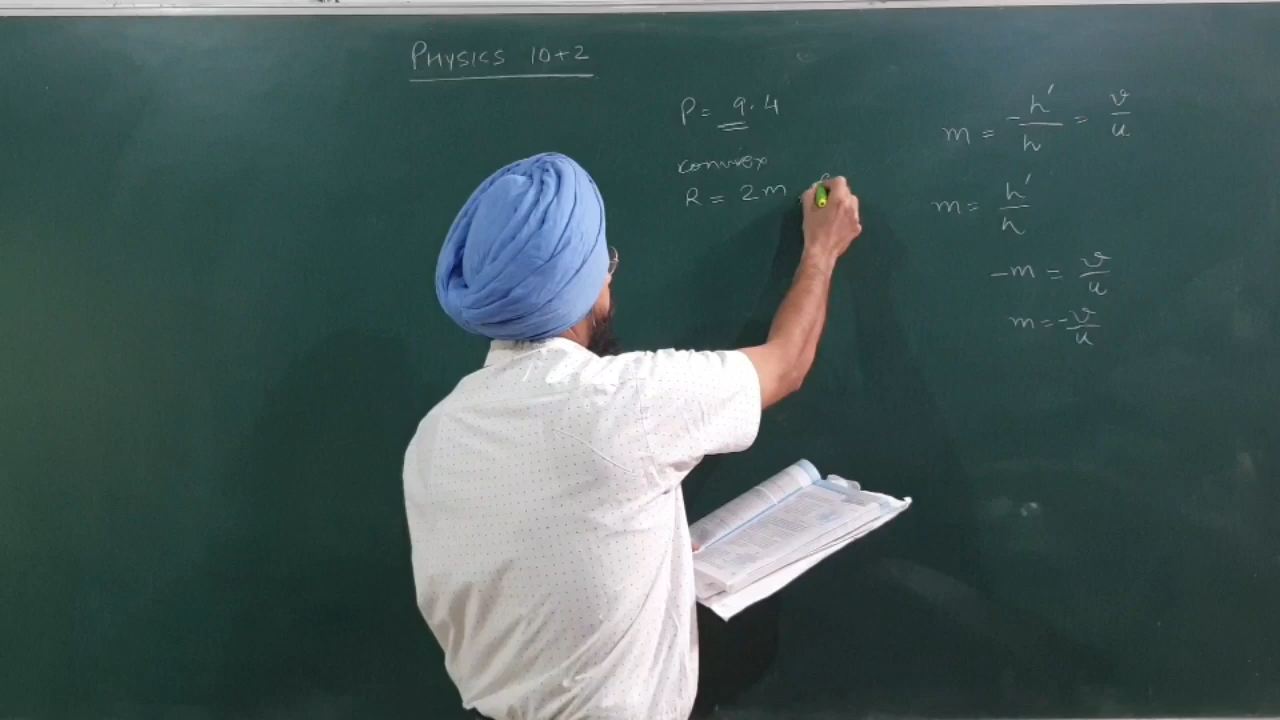 PHYSICS 10+2
P = 9.4
convex
R = 2m
m = -h'/h = v/u
m = h'/h
-m = v/u
m = -v/u